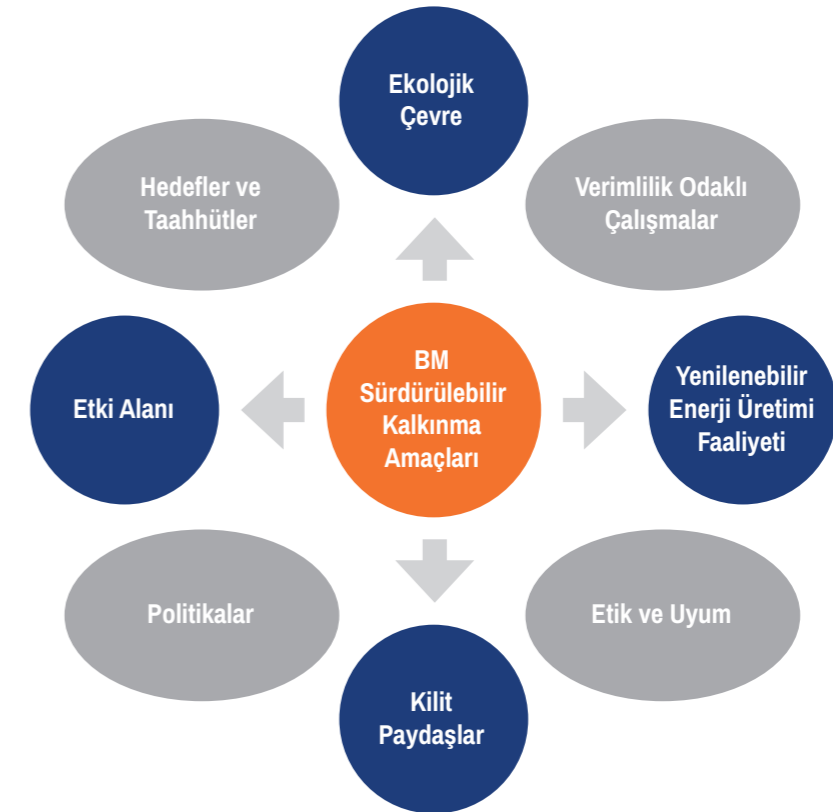 Ekolojik
Çevre
Hedefler ve
Taahhütler
Verimlilik Odaklı
Çalışmalar
Etki Alanı
BM
Sürdürülebilir
Kalkınma
Amaçları
Yenilenebilir
Enerji Üretimi
Faaliyeti
Politikalar
Etik ve Uyum
Kilit
Paydaşlar